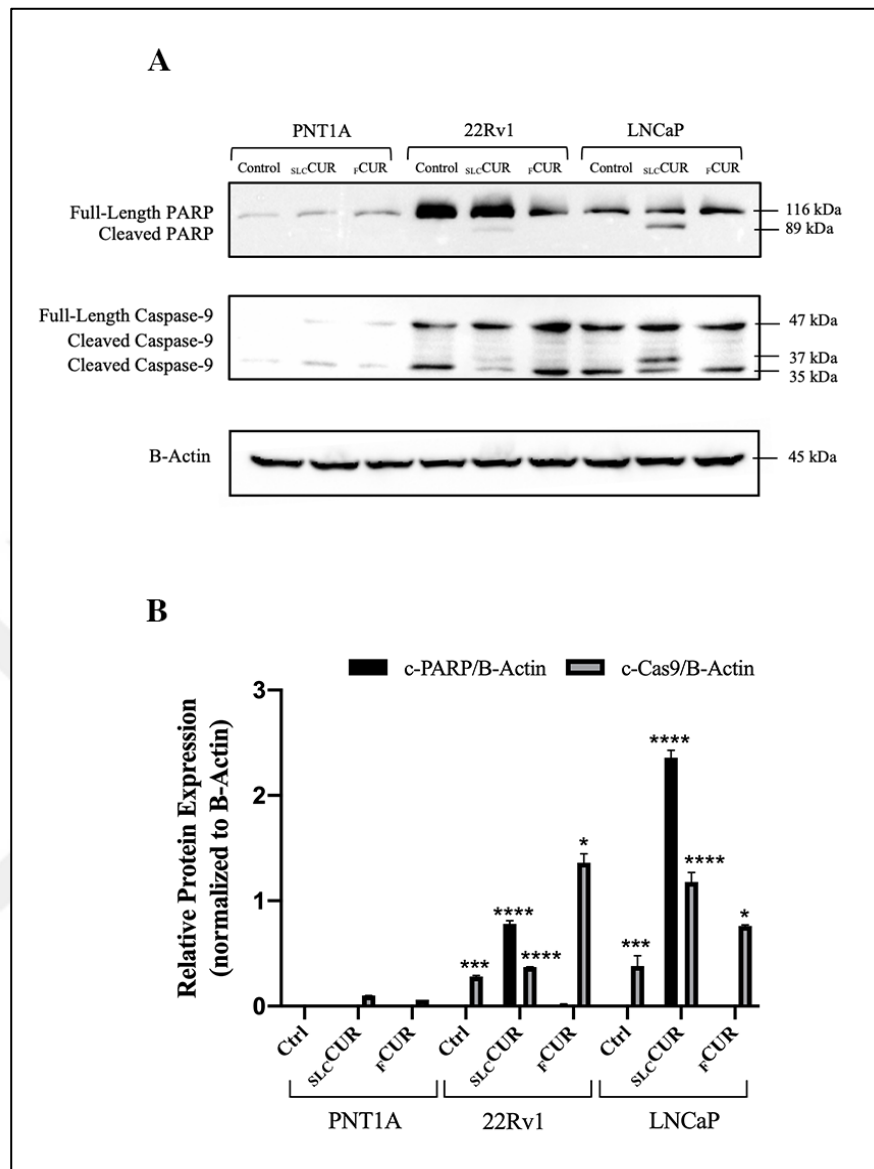 A
PNT1A 22Rv1 LNCaP
Control SLCCUR FCUR Control SLCCUR FCUR Control SLCCUR FCUR
Full-Length PARP 116 kDa
Cleaved PARP 89 kDa
Full-Length Caspase-9 47 kDa
Cleaved Caspase-9 37 kDa
Cleaved Caspase-9 35 kDa
B-Actin 45 kDa
B
c-PARP/B-Actin c-Cas9/B-Actin
Relative Protein Expression
(normalized to B-Actin)
3
2
1
0
*** **** **** * *** **** **** *
Ctrl SLCCUR FCUR Ctrl SLCCUR FCUR Ctrl SLCCUR FCUR
PNT1A 22Rv1 LNCaP